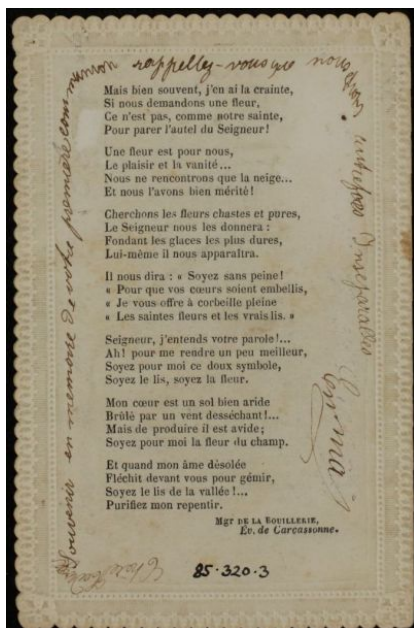 Mais bien souvent, j'en ai la crainte,
Si nous demandons une fleur,
Ce n'est pas, comme notre sainte,
Pour parer l'autel du Seigneur!
Une fleur est pour nous,
Le plaisir et la vanité...
Nous ne rencontrons que la neige...
Et nous l'avons bien mérité!
Cherchons les fleurs chastes et pures,
Le Seigneur nous les donnera :
Fondant les glaces les plus dures,
Lui-même il nous apparaîtra.
Il nous dira : « Soyez sans peine!
« Pour que vos cœurs soient embellis,
« Je vous offre à corbeille pleine
« Les saintes fleurs et les vrais lis. »
Seigneur, j'entends votre parole!...
Ah! pour me rendre un peu meilleur,
Soyez pour moi ce doux symbole,
Soyez le lis, soyez la fleur.
Mon cœur est un sol bien aride
Brûlé par un vent desséchant!...
Mais de produire il est avide;
Soyez pour moi la fleur du champ.
Et quand mon âme désolée
Fléchit devant vous pour gémir,
Soyez le lis de la vallée!...
Purifiez mon repentir.
Mgr DE LA BOUILLERIE,
Ev. de Carcassonne.
Souvenir en memoire de votre première communion rappellez-vous que nous
85-320-3